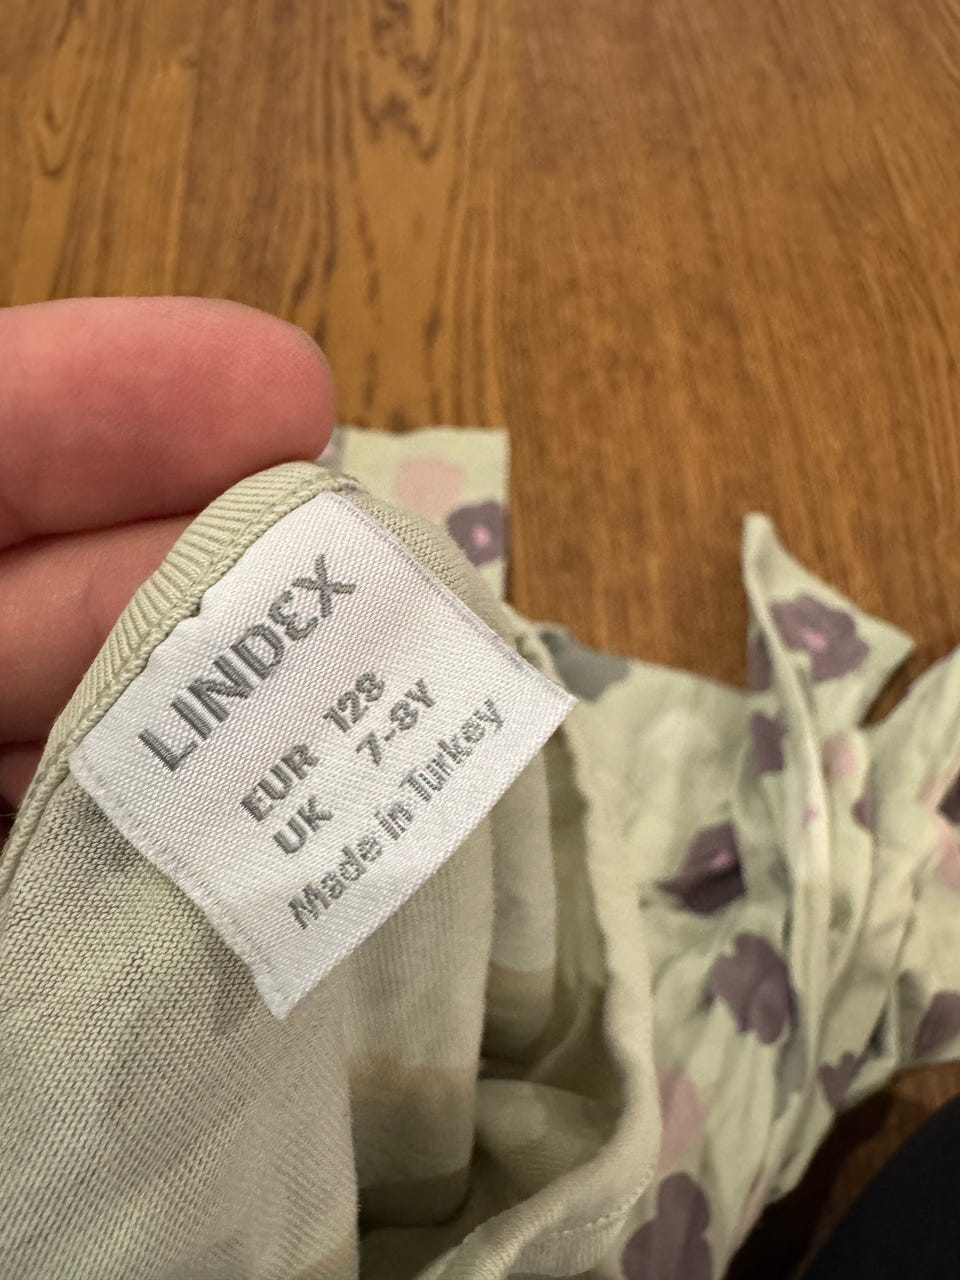 LINDEX
EUR 128
UK 7-8Y
Made in Turkey